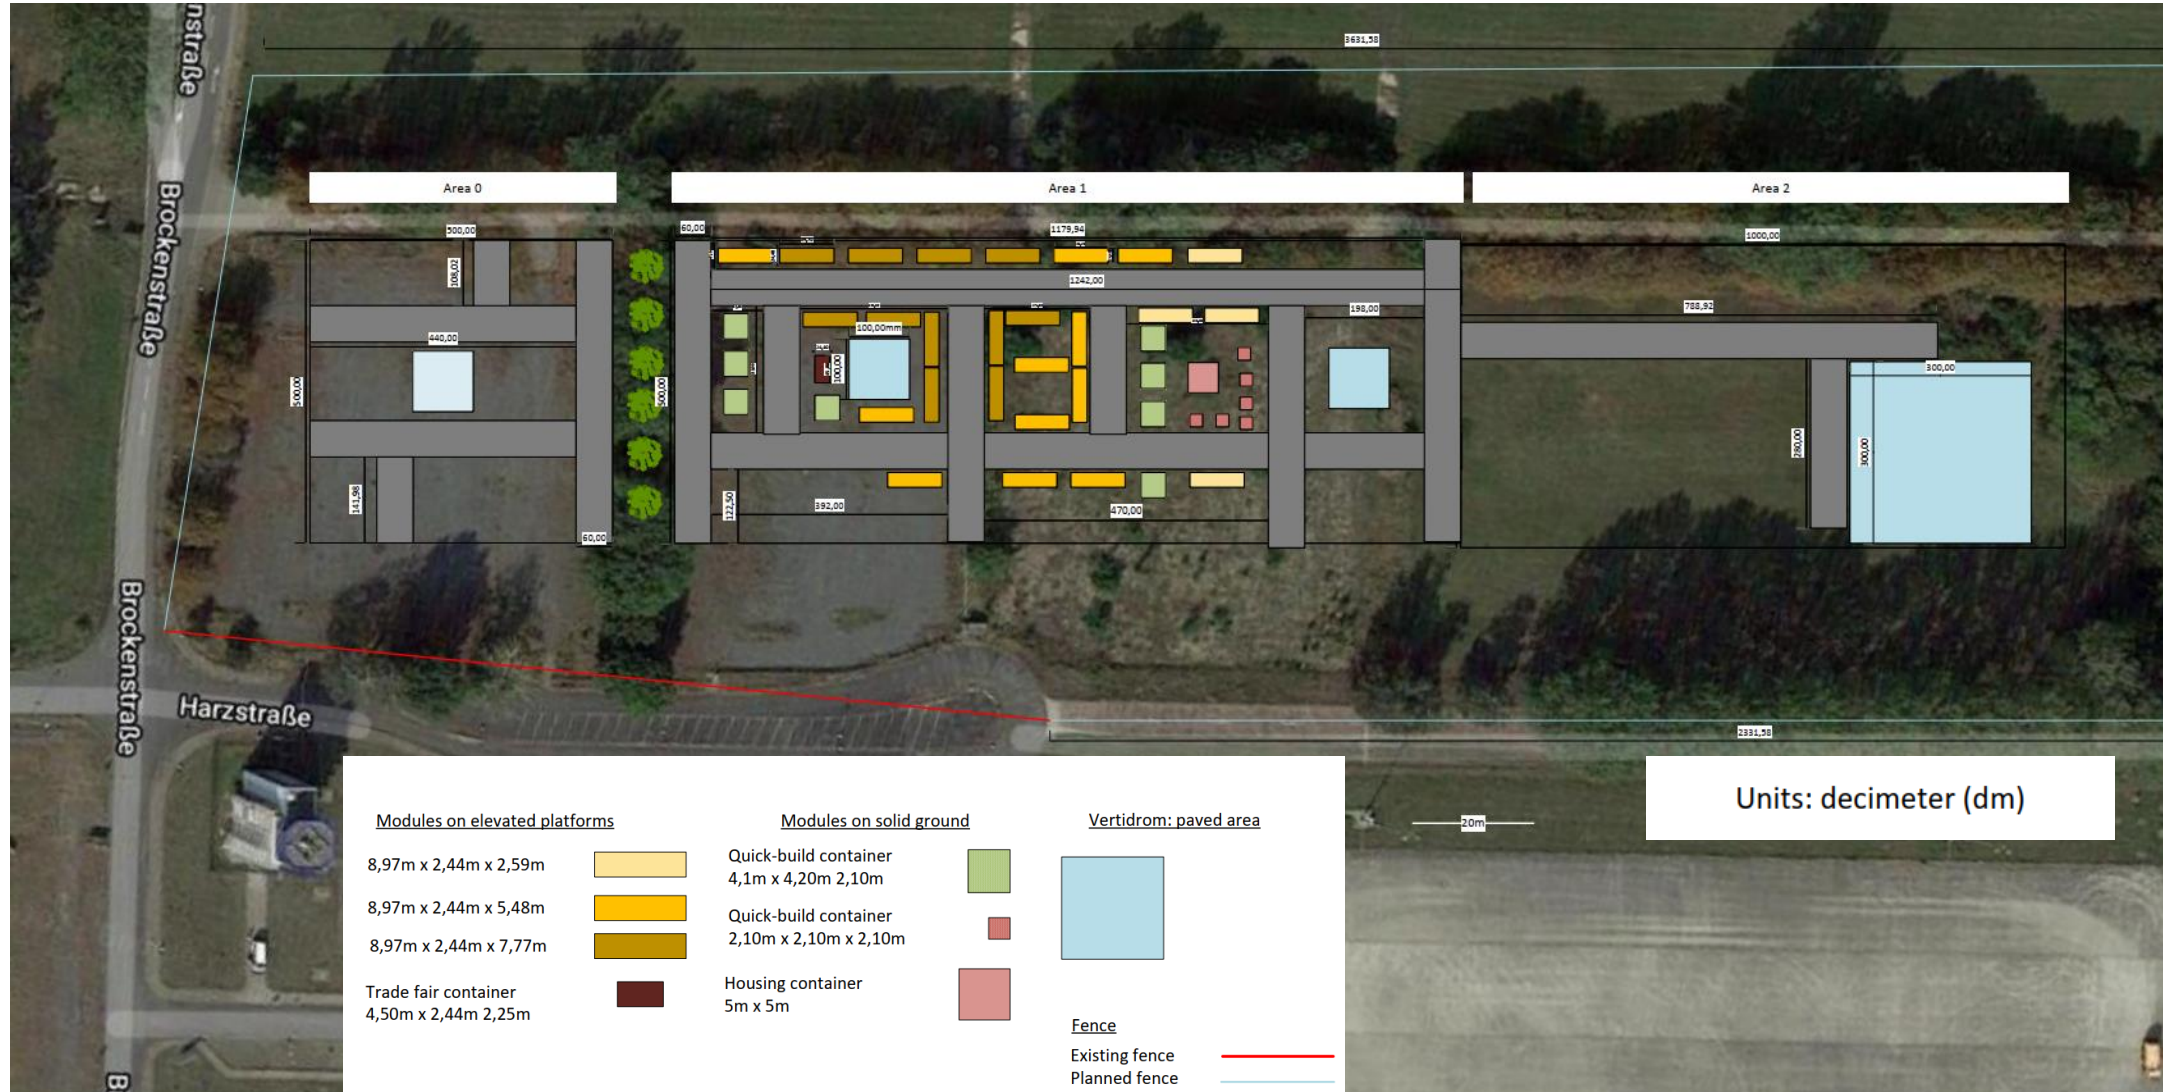 nstraße
3631,58
Brockenstraße
Area 0
Area 1
Area 2
500,00
60,00
1179,94
1000,00
108,02
1242,00
788,92
198,00
440,00
100,00mm
100,00
500,00
500,00
300,00
280,00
300,00
141,98
122,50
392,00
470,00
60,00
Brockenstraße
Harzstraße
2331,58
Units: decimeter (dm)
20m
Modules on elevated platforms
8,97m x 2,44m x 2,59m
8,97m x 2,44m x 5,48m
8,97m x 2,44m x 7,77m
Trade fair container
4,50m x 2,44m 2,25m
Modules on solid ground
Quick-build container
4,1m x 4,20m 2,10m
Quick-build container
2,10m x 2,10m x 2,10m
Housing container
5m x 5m
Vertidrom: paved area
Fence
Existing fence
Planned fence
B